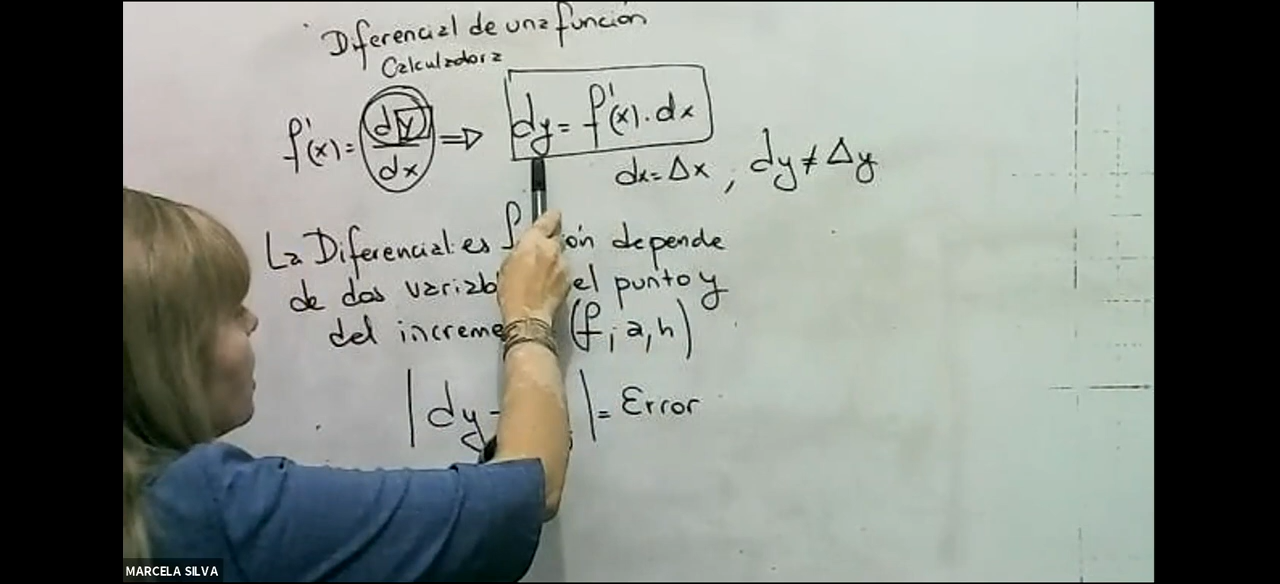 Diferencial de una función
Calculadora
f'(x) = dy/dx ⇒ dy = f'(x) . dx
dx = Δx , dy ≠ Δy
La Diferencial: es depende
de dos el punto y
del (f ; a, h)
| dy - | = Error
MARCELA SILVA